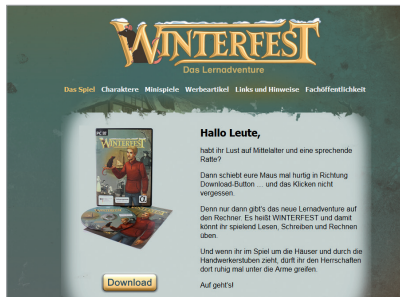 WINTERFEST
Das Lernadventure
Das Spiel Charaktere Minispiele Werbeartikel Links und Hinweise Fachöffentlichkeit
Hallo Leute,
habt ihr Lust auf Mittelalter und eine sprechende
Ratte?
Dann schiebt eure Maus mal hurtig in Richtung
Download-Button ... und das Klicken nicht
vergessen.
Denn nur dann gibt's das neue Lernadventure auf
den Rechner. Es heißt WINTERFEST und damit
könnt ihr spielend Lesen, Schreiben und Rechnen
üben.
Und wenn ihr im Spiel um die Häuser und durch die
Handwerkerstuben zieht, dürft ihr den Herrschaften
dort ruhig mal unter die Arme greifen.
Auf geht's!
WINTERFEST
Download